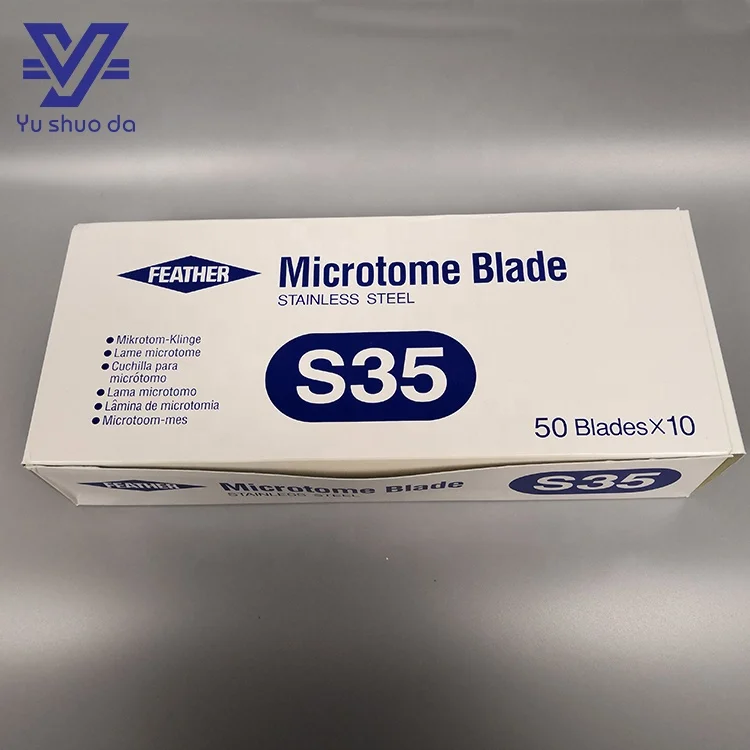 Yu shuo da
FEATHER
Microtome Blade
STAINLESS STEEL
• Mikrotom-Klinge
• Lame microtome
• Cuchilla para
micrótomo
• Lama microtomo
• Lâmina de microtomia
• Microtoom-mes
S35
50 Blades×10
FEATHER
Microtome Blade
STAINLESS STEEL
S35